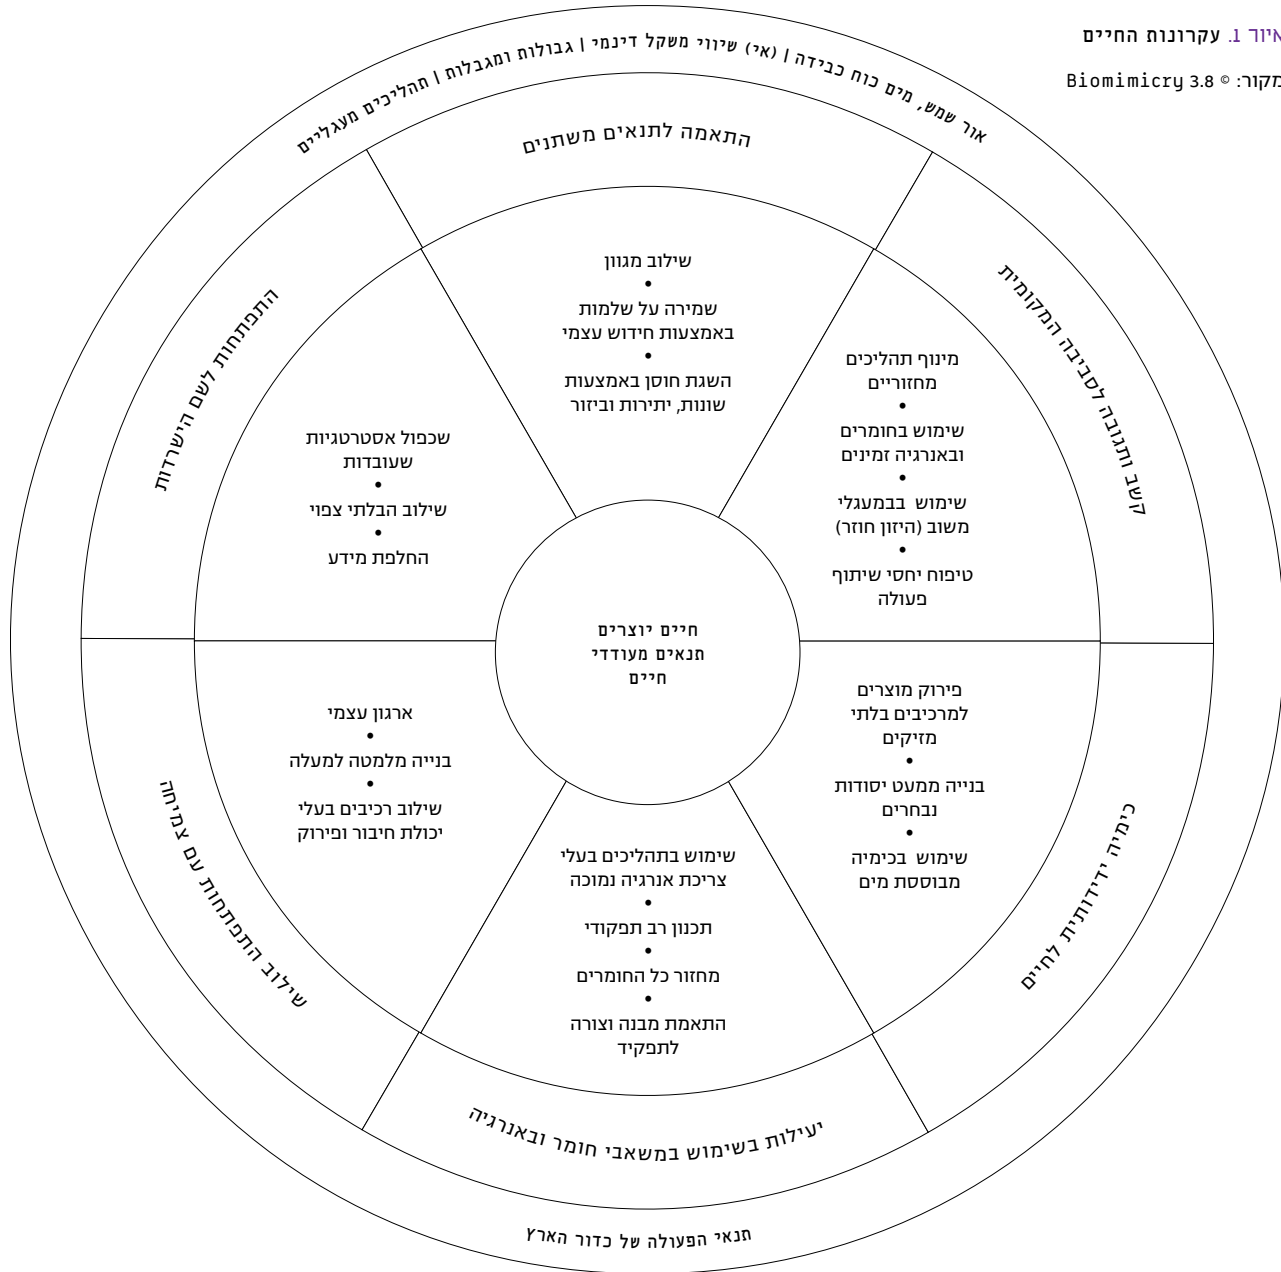 איור 1. עקרונות החיים
מקור: © Biomimicry 3.8
אור שמש, מים כוח כבידה | (אי) שיווי משקל דינמי | גבולות ומגבלות | תהליכים מעגליים
התאמה לתנאים משתנים
שילוב מגוון
•
שמירה על שלמות
באמצעות חידוש עצמי
•
השגת חוסן באמצעות
שונות, יתירות וביזור
קשב ותגובה לסביבה המקומית
מינוף תהליכים
מחזוריים
•
שימוש בחומרים
ובאנרגיה זמינים
•
שימוש בבמעגלי
משוב (היזון חוזר)
•
טיפוח יחסי שיתוף
פעולה
כימיה ידידותית לחיים
פירוק מוצרים
למרכיבים בלתי
מזיקים
•
בנייה ממעט יסודות
נבחרים
•
שימוש בכימיה
מבוססת מים
יעילות בשימוש במשאבי חומר ובאנרגיה
שימוש בתהליכים בעלי
צריכת אנרגיה נמוכה
•
תכנון רב תפקודי
•
מחזור כל החומרים
•
התאמת מבנה וצורה
לתפקיד
שילוב התפתחות עם צמיחה
ארגון עצמי
•
בנייה מלמטה למעלה
•
שילוב רכיבים בעלי
יכולת חיבור ופירוק
התפתחות לשם הישרדות
שכפול אסטרטגיות
שעובדות
•
שילוב הבלתי צפוי
•
החלפת מידע
חיים יוצרים
תנאים מעודדי
חיים
תנאי הפעולה של כדור הארץ